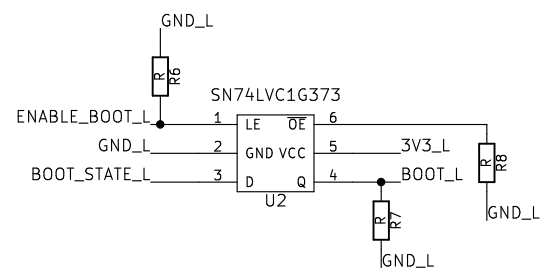 GND_L
R
R6
SN74LVC1G373
ENABLE_BOOT_L 1 LE OE 6
GND_L 2 GND VCC 5 3V3_L
BOOT_STATE_L 3 D Q 4 BOOT_L
R
R8
U2
R
R7
GND_L
GND_L